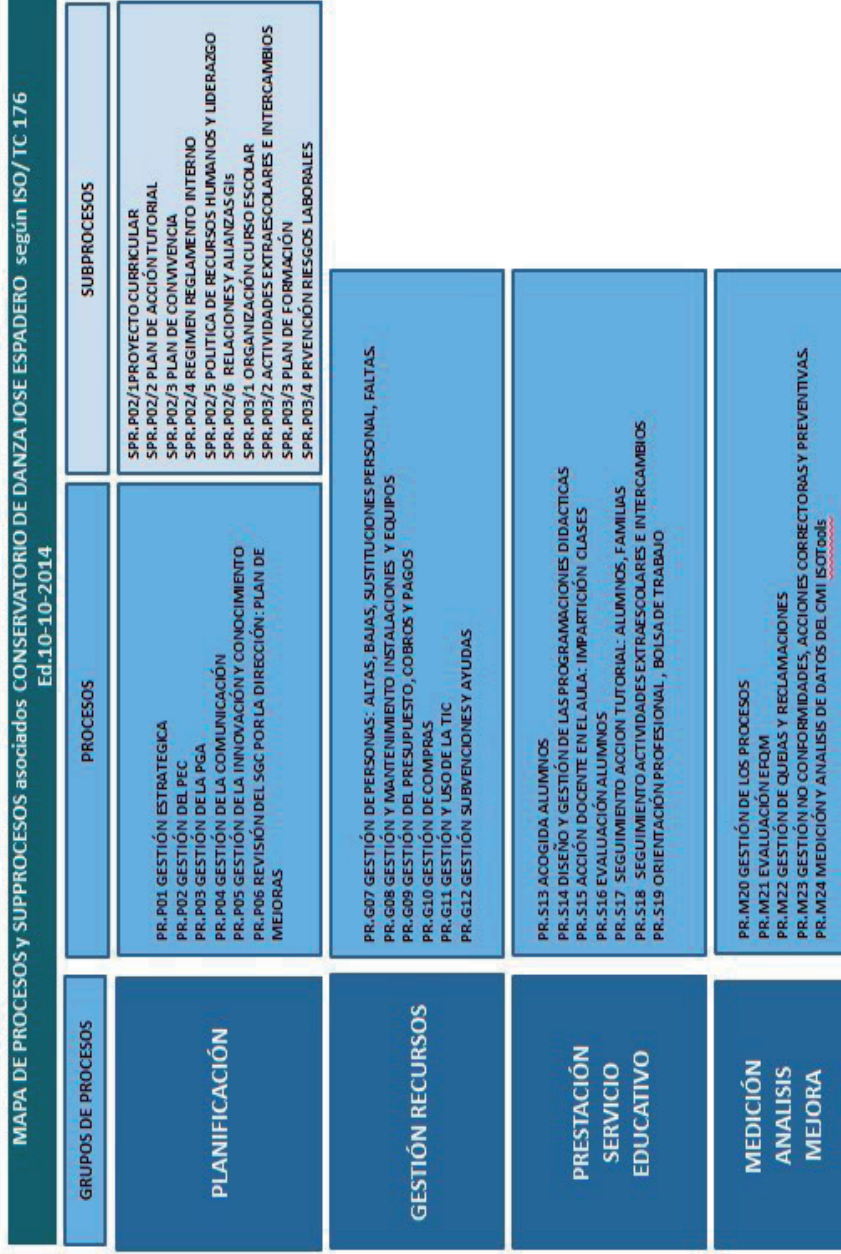 MAPA DE PROCESOS y SUPPROCESOS asociados CONSERVATORIO DE DANZA JOSE ESPADERO según ISO/ TC 176
Ed.10-10-2014
GRUPOS DE PROCESOS
PROCESOS
SUBPROCESOS
PLANIFICACIÓN
PR.P01 GESTIÓN ESTRATEGICA
PR.P02 GESTIÓN DEL PEC
PR.P03 GESTIÓN DE LA PGA
PR.P04 GESTIÓN DE LA COMUNICACIÓN
PR.P05 GESTIÓN DE LA INNOVACIÓN Y CONOCIMIENTO
PR.P06 REVISIÓN DEL SGC POR LA DIRECCIÓN: PLAN DE
MEJORAS
SPR.P02/1PROYECTO CURRICULAR
SPR.P02/2 PLAN DE ACCIÓN TUTORIAL
SPR.P02/3 PLAN DE CONVIVENCIA
SPR.P02/4 REGIMEN REGLAMENTO INTERNO
SPR.P02/5 POLITICA DE RECURSOS HUMANOS Y LIDERAZGO
SPR.P02/6 RELACIONES Y ALIANZAS GIs
SPR.P03/1 ORGANIZACIÓN CURSO ESCOLAR
SPR.P03/2 ACTIVIDADES EXTRAESCOLARES E INTERCAMBIOS
SPR.P03/3 PLAN DE FORMACIÓN
SPR.P03/4 PRVENCIÓN RIESGOS LABORALES
GESTIÓN RECURSOS
PR.G07 GESTIÓN DE PERSONAS: ALTAS, BAJAS, SUSTITUCIONES PERSONAL, FALTAS.
PR.G08 GESTIÓN Y MANTENIMIENTO INSTALACIONES Y EQUIPOS
PR.G09 GESTIÓN DEL PRESUPUESTO, COBROS Y PAGOS
PR.G10 GESTIÓN DE COMPRAS
PR.G11 GESTIÓN Y USO DE LA TIC
PR.G12 GESTIÓN SUBVENCIONES Y AYUDAS
PRESTACIÓN
SERVICIO
EDUCATIVO
PR.S13 ACOGIDA ALUMNOS
PR.S14 DISEÑO Y GESTIÓN DE LAS PROGRAMACIONES DIDACTICAS
PR.S15 ACCIÓN DOCENTE EN EL AULA: IMPARTICIÓN CLASES
PR.S16 EVALUACIÓN ALUMNOS
PR.S17 SEGUIMIENTO ACCION TUTORIAL: ALUMNOS, FAMILIAS
PR.S18 SEGUIMIENTO ACTIVIDADES EXTRAESCOLARES E INTERCAMBIOS
PR.S19 ORIENTACIÓN PROFESIONAL , BOLSA DE TRABAJO
MEDICIÓN
ANALISIS
MEJORA
PR.M20 GESTIÓN DE LOS PROCESOS
PR.M21 EVALUACIÓN EFQM
PR.M22 GESTIÓN DE QUEJAS Y RECLAMACIONES
PR.M23 GESTIÓN NO CONFORMIDADES, ACCIONES CORRECTORAS Y PREVENTIVAS.
PR.M24 MEDICIÓN Y ANALISIS DE DATOS DEL CMI ISOTools